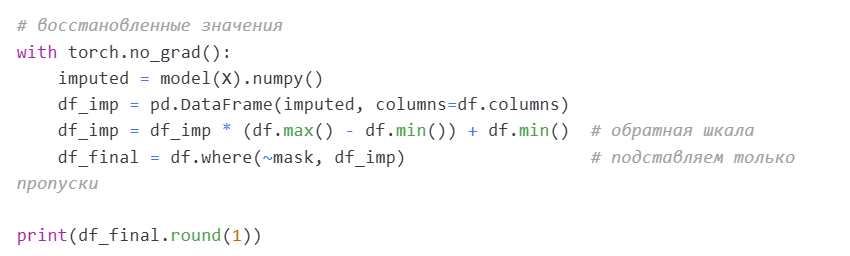 # восстановленные значения
with torch.no_grad():
    imputed = model(X).numpy()
    df_imp = pd.DataFrame(imputed, columns=df.columns)
    df_imp = df_imp * (df.max() - df.min()) + df.min()  # обратная шкала
    df_final = df.where(~mask, df_imp)                  # подставляем только
пропуски

print(df_final.round(1))